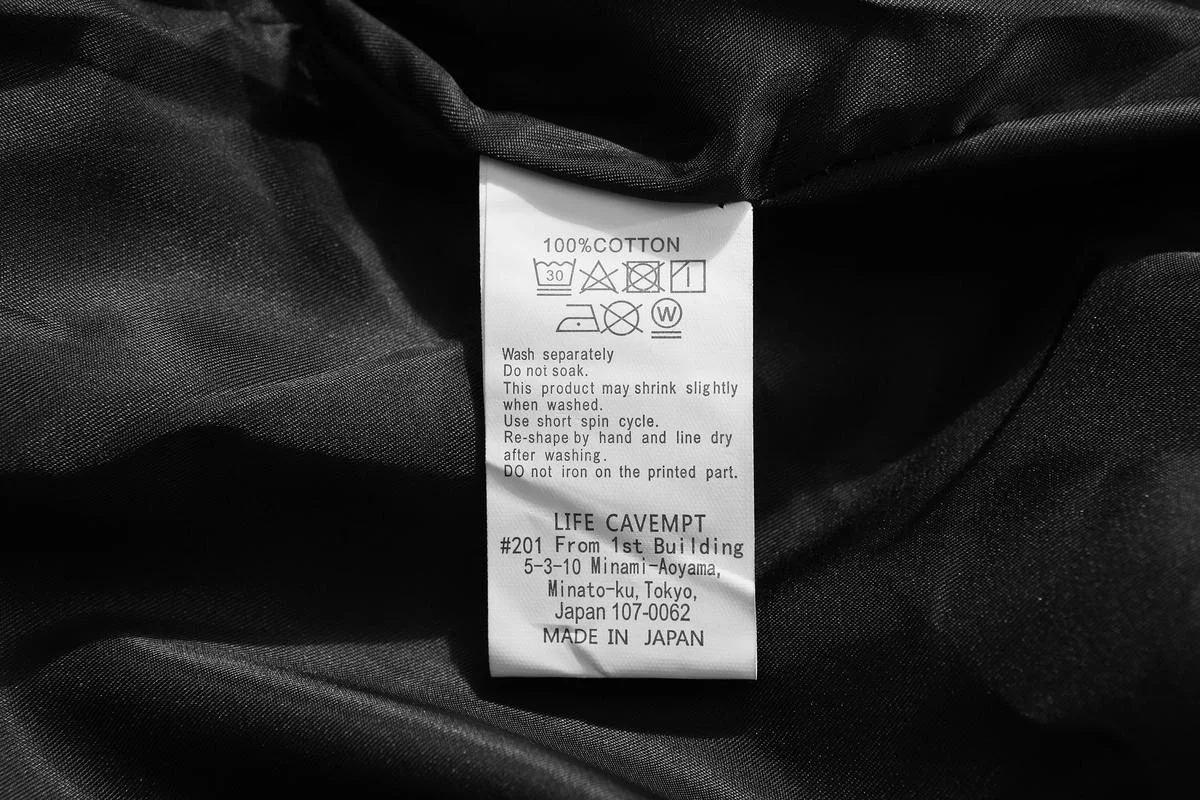 100%COTTON
30
W
Wash separately
Do not soak.
This product may shrink slightly
when washed.
Use short spin cycle.
Re-shape by hand and line dry
after washing.
DO not iron on the printed part.
LIFE CAVEMPT
#201 From 1st Building
5-3-10 Minami-Aoyama,
Minato-ku, Tokyo,
Japan 107-0062
MADE IN JAPAN